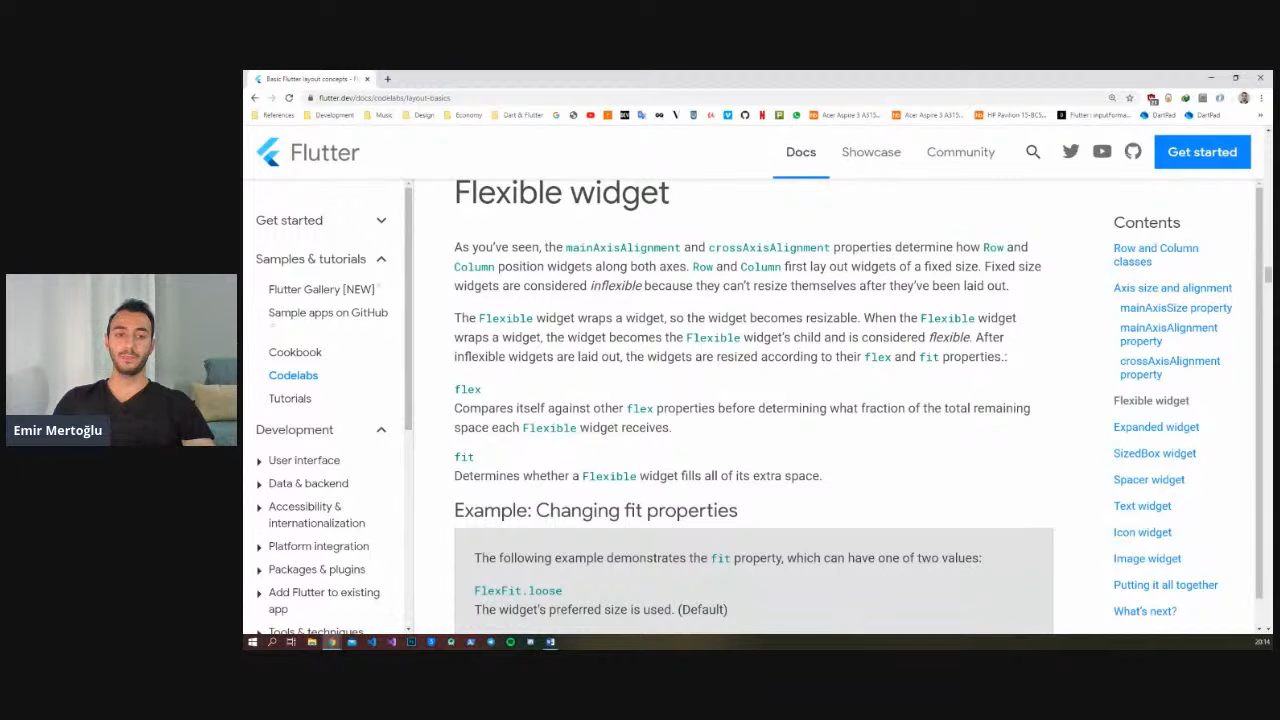 Basic Flutter layout concepts - Fl
flutter.dev/docs/codelabs/layout-basics
References
Development
Music
Design
Economy
Dart & Flutter
Acer Aspire 3 A315...
Acer Aspire 3 A315...
HP Pavilion 15-BC5...
Flutter : inputForma...
DartPad
DartPad
Flutter
Docs
Showcase
Community
Get started
Get started
Samples & tutorials
Flutter Gallery [NEW]
Sample apps on GitHub
Cookbook
Codelabs
Tutorials
Development
User interface
Data & backend
Accessibility &
internationalization
Platform integration
Packages & plugins
Add Flutter to existing
app
Tools & techniques
Flexible widget
As you've seen, the mainAxisAlignment and crossAxisAlignment properties determine how Row and
Column position widgets along both axes. Row and Column first lay out widgets of a fixed size. Fixed size
widgets are considered inflexible because they can't resize themselves after they've been laid out.
The Flexible widget wraps a widget, so the widget becomes resizable. When the Flexible widget
wraps a widget, the widget becomes the Flexible widget's child and is considered flexible. After
inflexible widgets are laid out, the widgets are resized according to their flex and fit properties.:
flex
Compares itself against other flex properties before determining what fraction of the total remaining
space each Flexible widget receives.
fit
Determines whether a Flexible widget fills all of its extra space.
Example: Changing fit properties
The following example demonstrates the fit property, which can have one of two values:
FlexFit.loose
The widget's preferred size is used. (Default)
Contents
Row and Column
classes
Axis size and alignment
mainAxisSize property
mainAxisAlignment
property
crossAxisAlignment
property
Flexible widget
Expanded widget
SizedBox widget
Spacer widget
Text widget
Icon widget
Image widget
Putting it all together
What's next?
Emir Mertoğlu
20:14